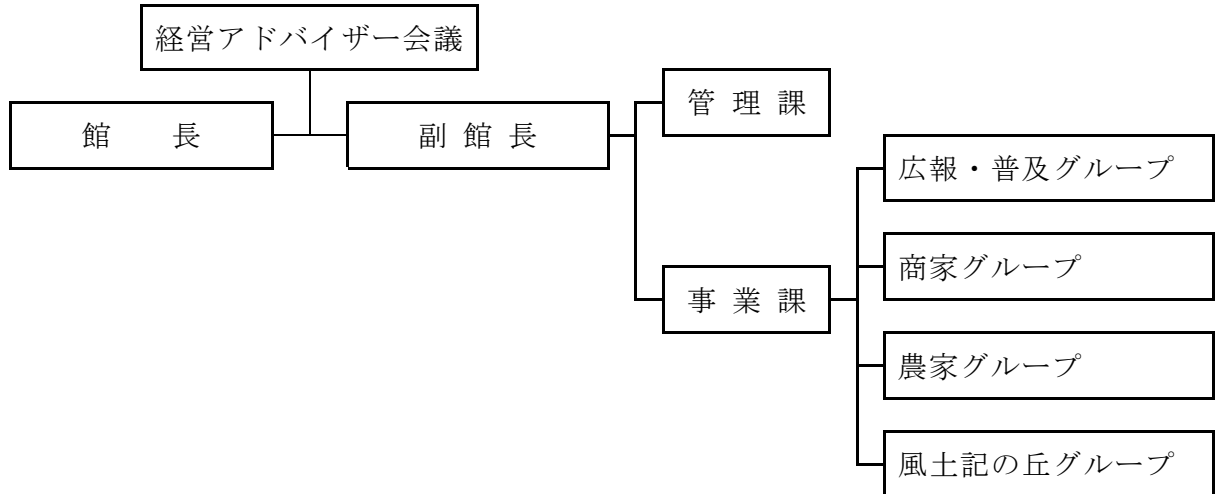 経営アドバイザー会議
館長
副館長
管理課
事業課
広報・普及グループ
商家グループ
農家グループ
風土記の丘グループ